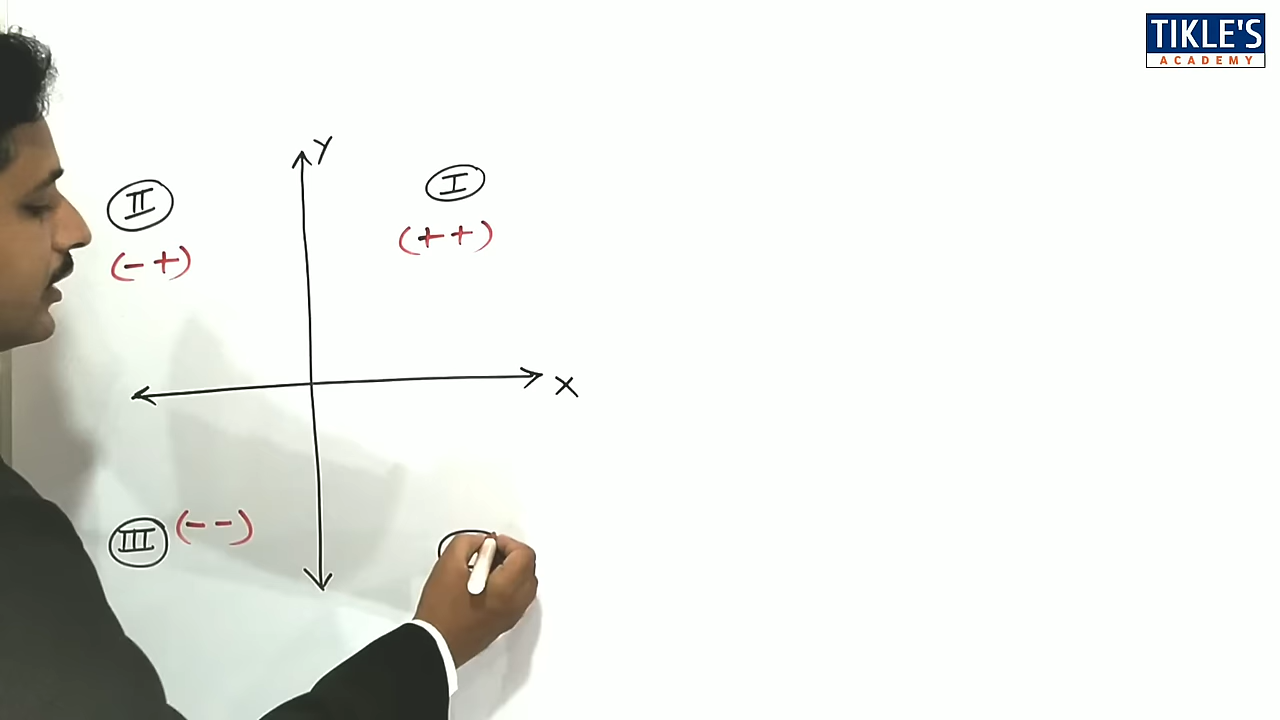 TIKLE'S
ACADEMY
Y
II
I
(- +)
(+ +)
X
III (- -)